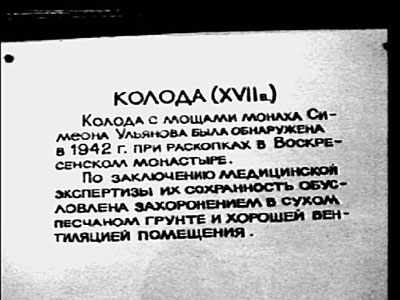 КОЛОДА (XVIIв.)
КОЛОДА С МОЩАМИ МОНАХА СИ-
МЕОНА УЛЬЯНОВА БЫЛА ОБНАРУЖЕНА
В 1942 Г. ПРИ РАСКОПКАХ В ВОСКРЕ-
СЕНСКОМ МОНАСТЫРЕ.
ПО ЗАКЛЮЧЕНИЮ МЕДИЦИНСКОЙ
ЭКСПЕРТИЗЫ ИХ СОХРАННОСТЬ ОБУС-
ЛОВЛЕНА ЗАХОРОНЕНИЕМ В СУХОМ
ПЕСЧАНОМ ГРУНТЕ И ХОРОШЕЙ ВЕН-
ТИЛЯЦИЕЙ ПОМЕЩЕНИЯ.